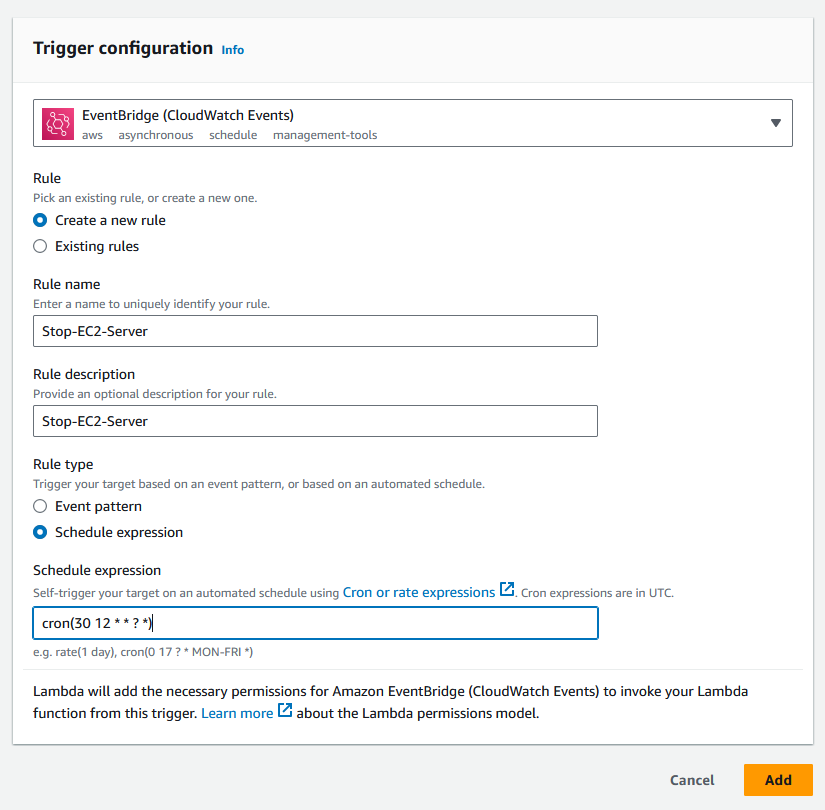 Trigger configuration Info
EventBridge (CloudWatch Events)
aws asynchronous schedule management-tools
Rule
Pick an existing rule, or create a new one.
Create a new rule
Existing rules
Rule name
Enter a name to uniquely identify your rule.
Stop-EC2-Server
Rule description
Provide an optional description for your rule.
Stop-EC2-Server
Rule type
Trigger your target based on an event pattern, or based on an automated schedule.
Event pattern
Schedule expression
Schedule expression
Self-trigger your target on an automated schedule using Cron or rate expressions. Cron expressions are in UTC.
cron(30 12 * * ? *)
e.g. rate(1 day), cron(0 17 ? * MON-FRI *)
Lambda will add the necessary permissions for Amazon EventBridge (CloudWatch Events) to invoke your Lambda
function from this trigger. Learn more about the Lambda permissions model.
Cancel Add